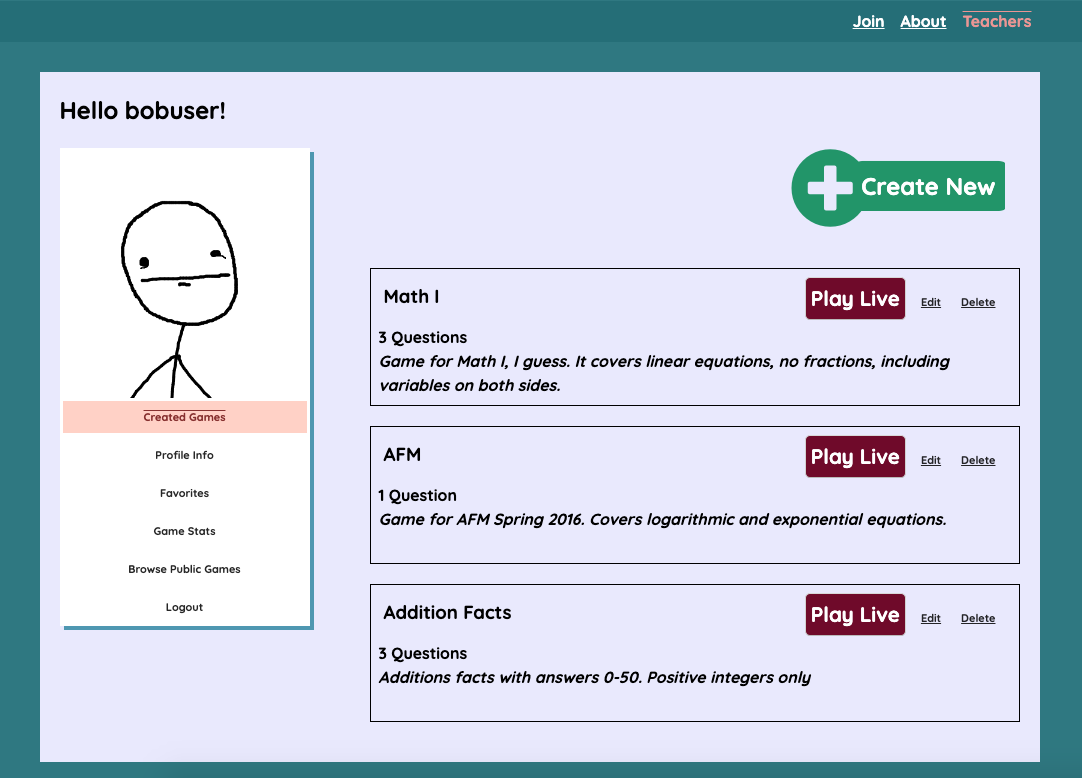 Join About Teachers
Hello bobuser!
Create New
Created Games
Profile Info
Favorites
Game Stats
Browse Public Games
Logout
Math I Play Live Edit Delete
3 Questions
Game for Math I, I guess. It covers linear equations, no fractions, including
variables on both sides.
AFM Play Live Edit Delete
1 Question
Game for AFM Spring 2016. Covers logarithmic and exponential equations.
Addition Facts Play Live Edit Delete
3 Questions
Additions facts with answers 0-50. Positive integers only